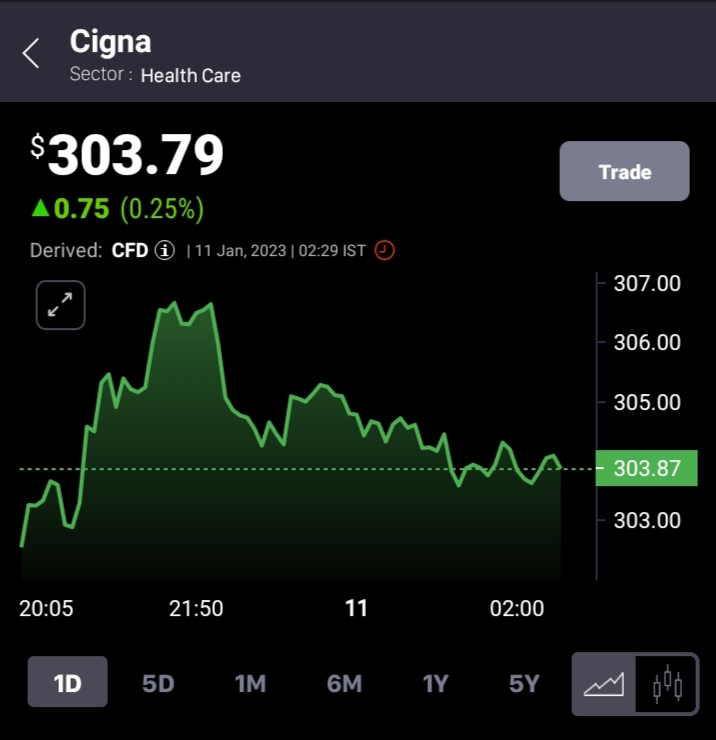 Cigna
Sector : Health Care
$303.79
▲0.75 (0.25%)
Trade
Derived: CFD i | 11 Jan, 2023 | 02:29 IST
307.00
306.00
305.00
303.87
303.00
20:05 21:50 11 02:00
1D 5D 1M 6M 1Y 5Y